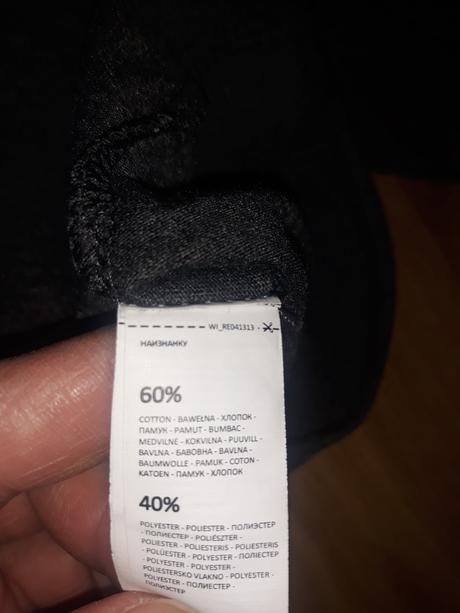 WI_RE041313
НАИЗНАНКУ
60%
COTTON - BAWEŁNA - ХЛОПОК -
ПАМУК - PAMUT - BUMBAC -
MEDVILNĖ - KOKVILNA - PUUVILL -
BAVLNA - БАВОВНА - BAVLNA -
BAUMWOLLE - PAMUK - COTON -
KATOEN - ПАМУК - ХЛОПОК
40%
POLYESTER - POLIESTER - ПОЛИЭСТЕР
- ПОЛИЕСТЕР - POLIÉSZTER -
POLIESTER - POLIESTERIS - POLIESTERIS
- POLÜESTER - POLYESTER - ПОЛІЕСТЕР
- POLYESTER - POLYESTER -
POLIESTERSKO VLAKNO - POLYESTER -
POLYESTER - ПОЛИЕСТЕР -
ПОЛИЭСТЕР